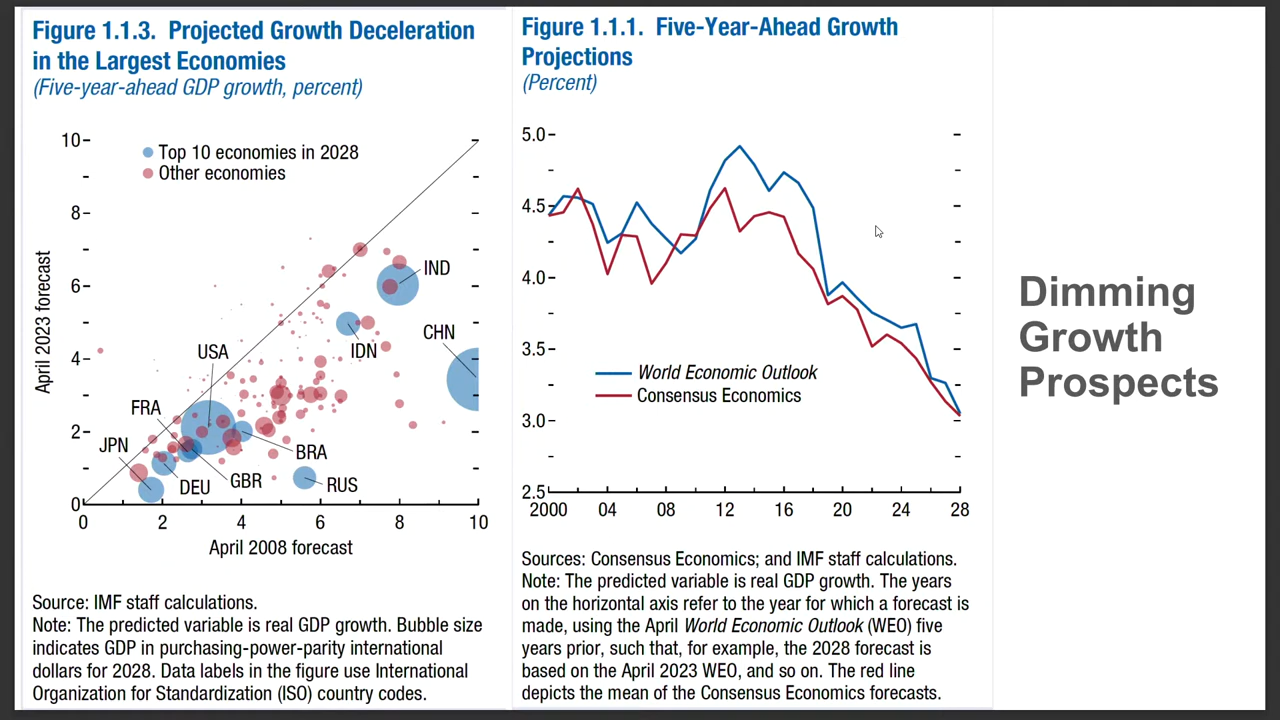 Figure 1.1.3. Projected Growth Deceleration
in the Largest Economies
(Five-year-ahead GDP growth, percent)
10
8
6
4
2
0
April 2023 forecast
Top 10 economies in 2028
Other economies
IND
CHN
IDN
USA
FRA
JPN
BRA
DEU
GBR
RUS
0 2 4 6 8 10
April 2008 forecast
Source: IMF staff calculations.
Note: The predicted variable is real GDP growth. Bubble size
indicates GDP in purchasing-power-parity international
dollars for 2028. Data labels in the figure use International
Organization for Standardization (ISO) country codes.
Figure 1.1.1. Five-Year-Ahead Growth
Projections
(Percent)
5.0
4.5
4.0
3.5
3.0
2.5
World Economic Outlook
Consensus Economics
2000 04 08 12 16 20 24 28
Sources: Consensus Economics; and IMF staff calculations.
Note: The predicted variable is real GDP growth. The years
on the horizontal axis refer to the year for which a forecast is
made, using the April World Economic Outlook (WEO) five
years prior, such that, for example, the 2028 forecast is
based on the April 2023 WEO, and so on. The red line
depicts the mean of the Consensus Economics forecasts.
Dimming
Growth
Prospects